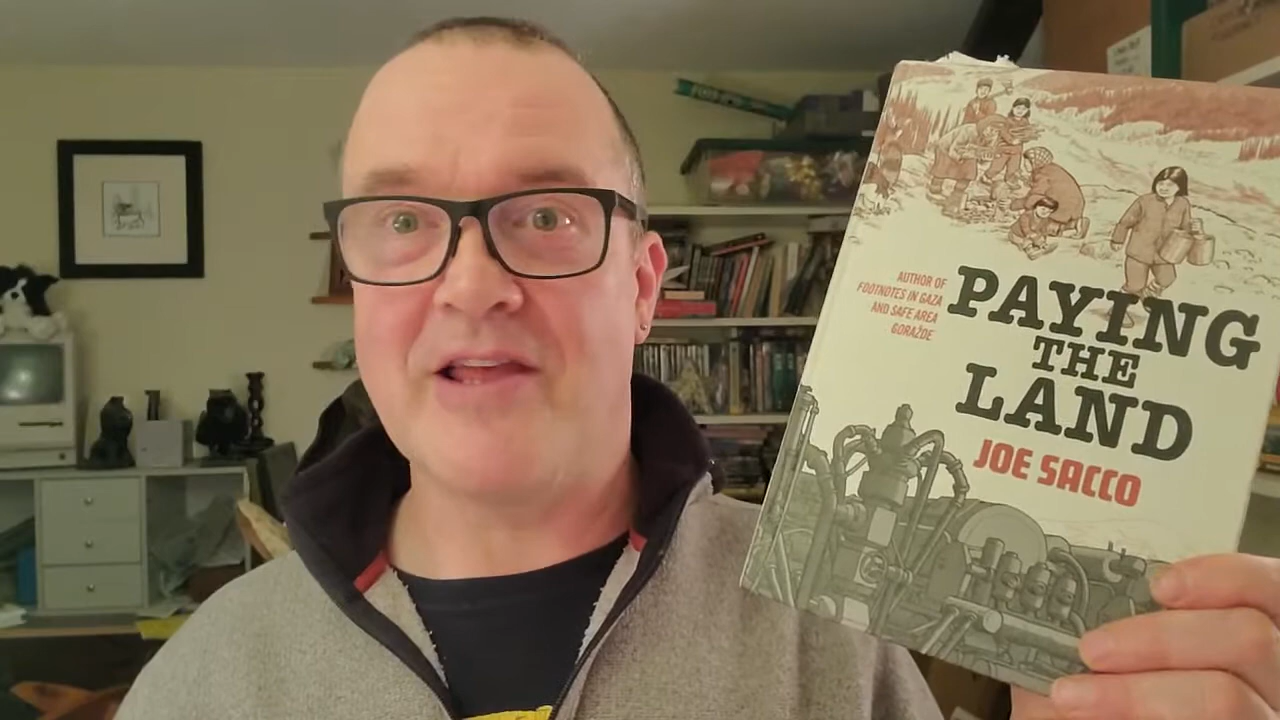 AUTHOR OF
FOOTNOTES IN GAZA
AND SAFE AREA
GORAŽDE
PAYING
THE
LAND
JOE SACCO